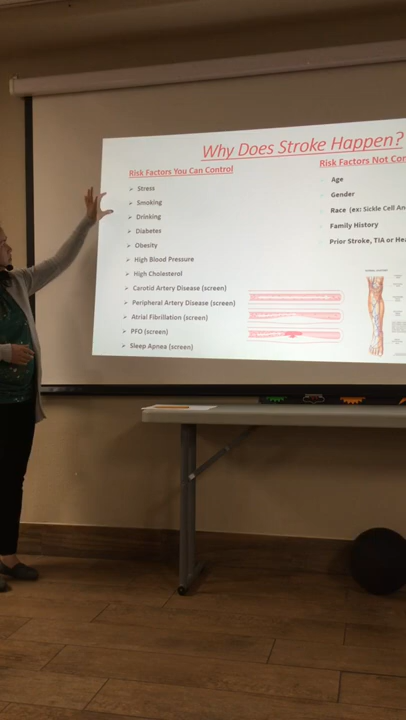 Why Does Stroke Happen?
Risk Factors You Can Control
Stress
Smoking
Drinking
Diabetes
Obesity
High Blood Pressure
High Cholesterol
Carotid Artery Disease (screen)
Peripheral Artery Disease (screen)
Atrial Fibrillation (screen)
PFO (screen)
Sleep Apnea (screen)
Risk Factors Not Con
Age
Gender
Race (ex: Sickle Cell An
Family History
Prior Stroke, TIA or Hea